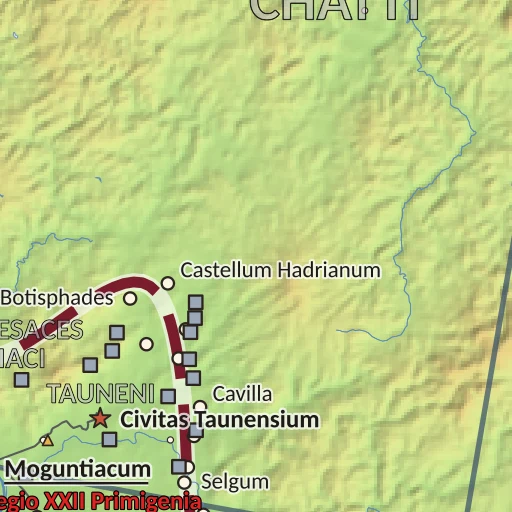 CHATTI
Castellum Hadrianum
Botisphades
ESACES
IACI
TAUNENI
Cavilla
Civitas Taunensium
Moguntiacum
Selgum
egio XXII Primigenia